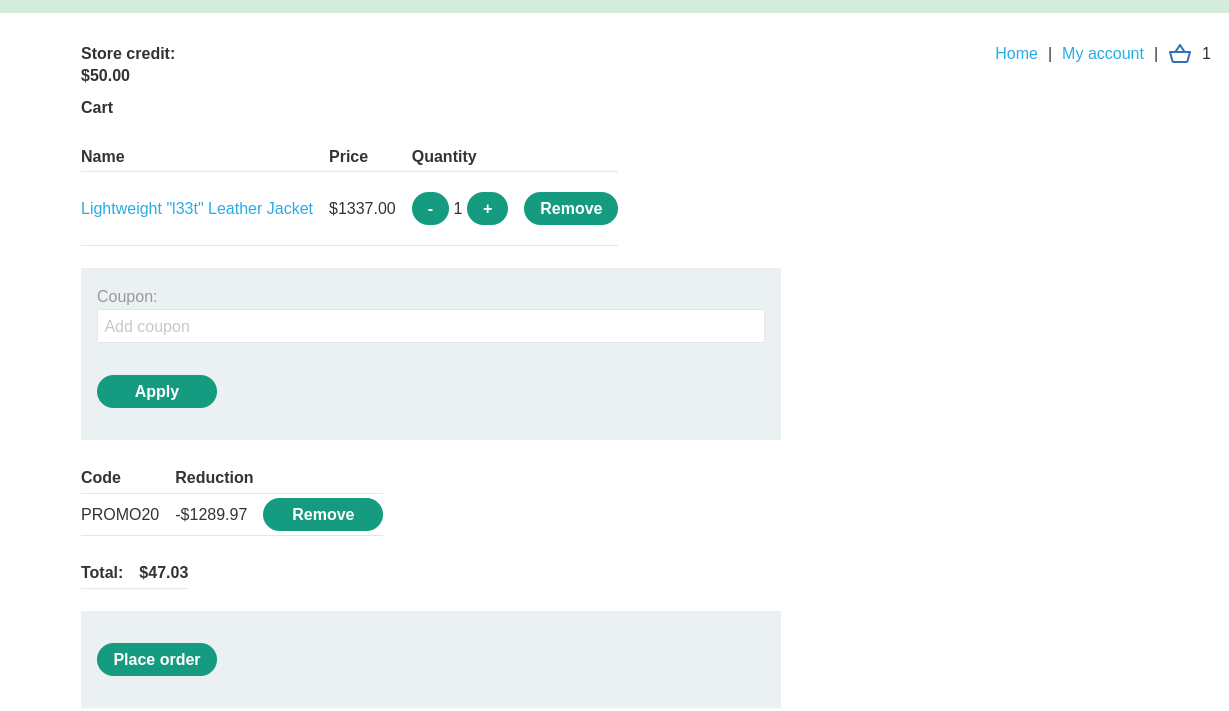 Store credit:
$50.00
Home | My account | 1
Cart
Name Price Quantity
Lightweight "l33t" Leather Jacket $1337.00 - 1 + Remove
Coupon:
Add coupon
Apply
Code Reduction
PROMO20 -$1289.97 Remove
Total: $47.03
Place order